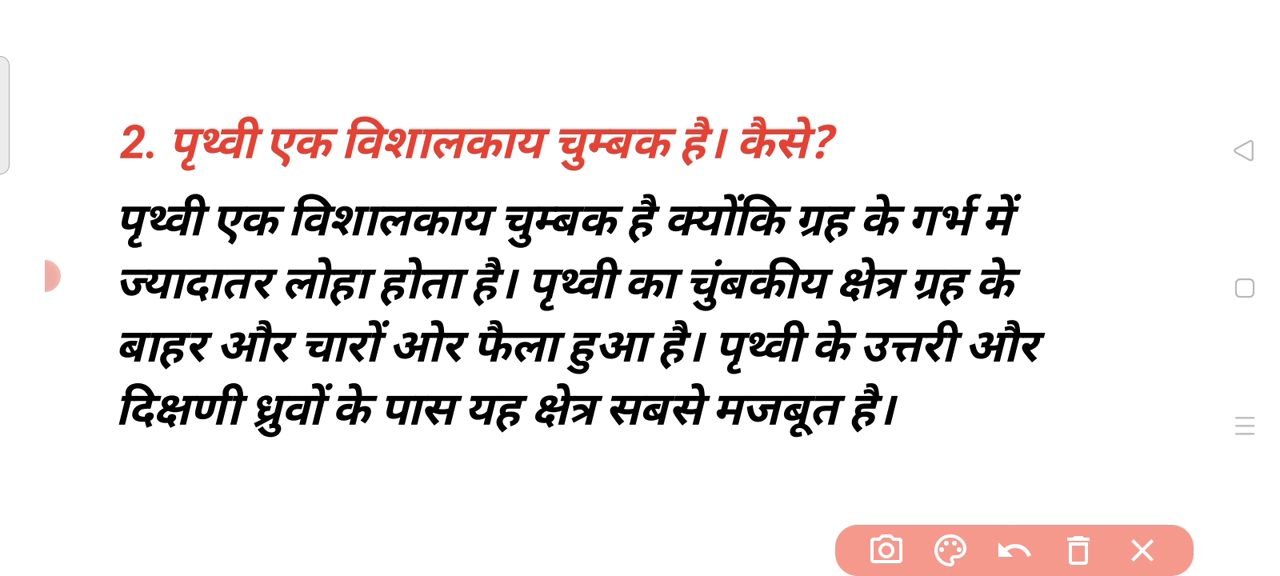 2. पृथ्वी एक विशालकाय चुम्बक है। कैसे?
पृथ्वी एक विशालकाय चुम्बक है क्योंकि ग्रह के गर्भ में
ज्यादातर लोहा होता है। पृथ्वी का चुंबकीय क्षेत्र ग्रह के
बाहर और चारों ओर फैला हुआ है। पृथ्वी के उत्तरी और
दिक्षणी ध्रुवों के पास यह क्षेत्र सबसे मजबूत है।